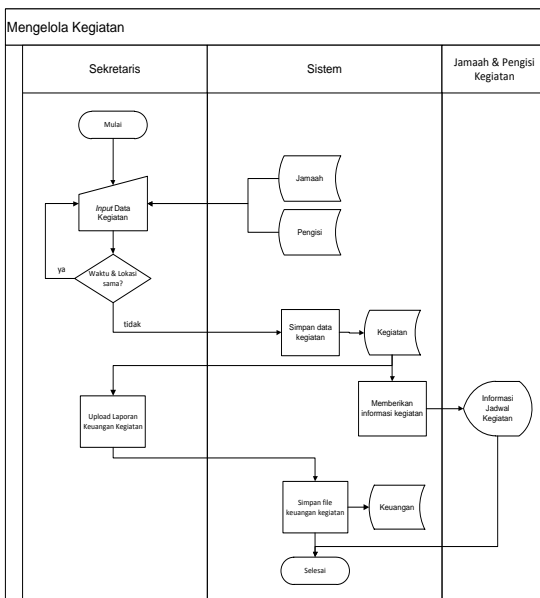 Mengelola Kegiatan
Sekretaris
Sistem
Jamaah & Pengisi
Kegiatan
Mulai
Input Data
Kegiatan
Jamaah
Pengisi
ya
Waktu & Lokasi
sama?
tidak
Simpan data
kegiatan
Kegiatan
Upload Laporan
Keuangan Kegiatan
Memberikan
informasi kegiatan
Informasi
Jadwal
Kegiatan
Simpan file
keuangan kegiatan
Keuangan
Selesai